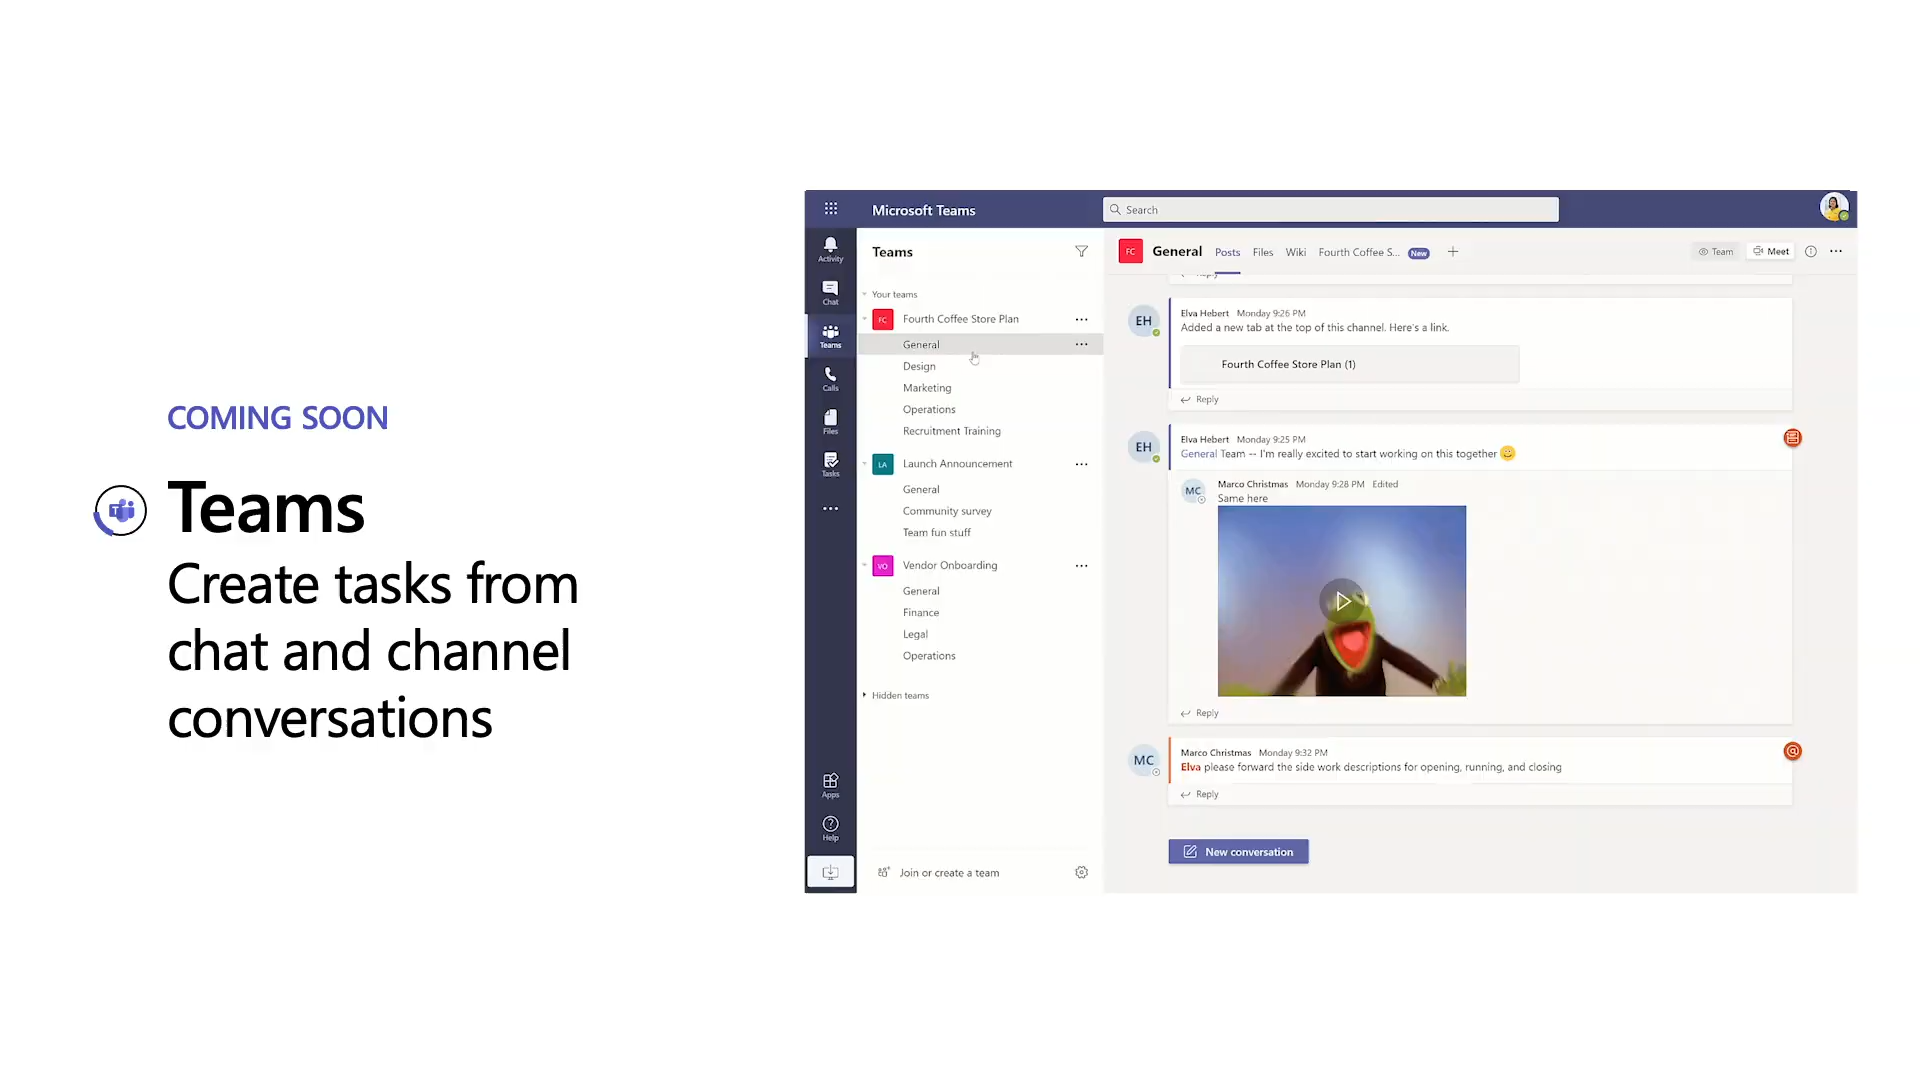 COMING SOON
Teams
Create tasks from
chat and channel
conversations
Microsoft Teams
Search
Activity
Chat
Teams
Calls
Files
Tasks
Apps
Help
Teams
Your teams
FC Fourth Coffee Store Plan
General
Design
Marketing
Operations
Recruitment Training
LA Launch Announcement
General
Community survey
Team fun stuff
VO Vendor Onboarding
General
Finance
Legal
Operations
Hidden teams
Join or create a team
FC General Posts Files Wiki Fourth Coffee S... New Team Meet
EH Elva Hebert Monday 9:26 PM
Added a new tab at the top of this channel. Here's a link.
Fourth Coffee Store Plan (1)
Reply
EH Elva Hebert Monday 9:25 PM
General Team -- I'm really excited to start working on this together
MC Marco Christmas Monday 9:28 PM Edited
Same here
Reply
MC Marco Christmas Monday 9:32 PM
Elva please forward the side work descriptions for opening, running, and closing
Reply
New conversation